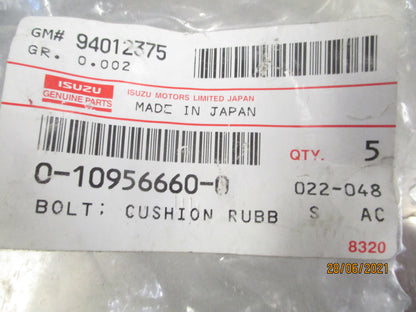 GM# 94012375
GR. 0.002
ISUZU
GENUINE PARTS
ISUZU MOTORS LIMITED JAPAN
MADE IN JAPAN
QTY. 5
0-10956660-0 022-048
BOLT; CUSHION RUBB S AC
8320
29/06/2021